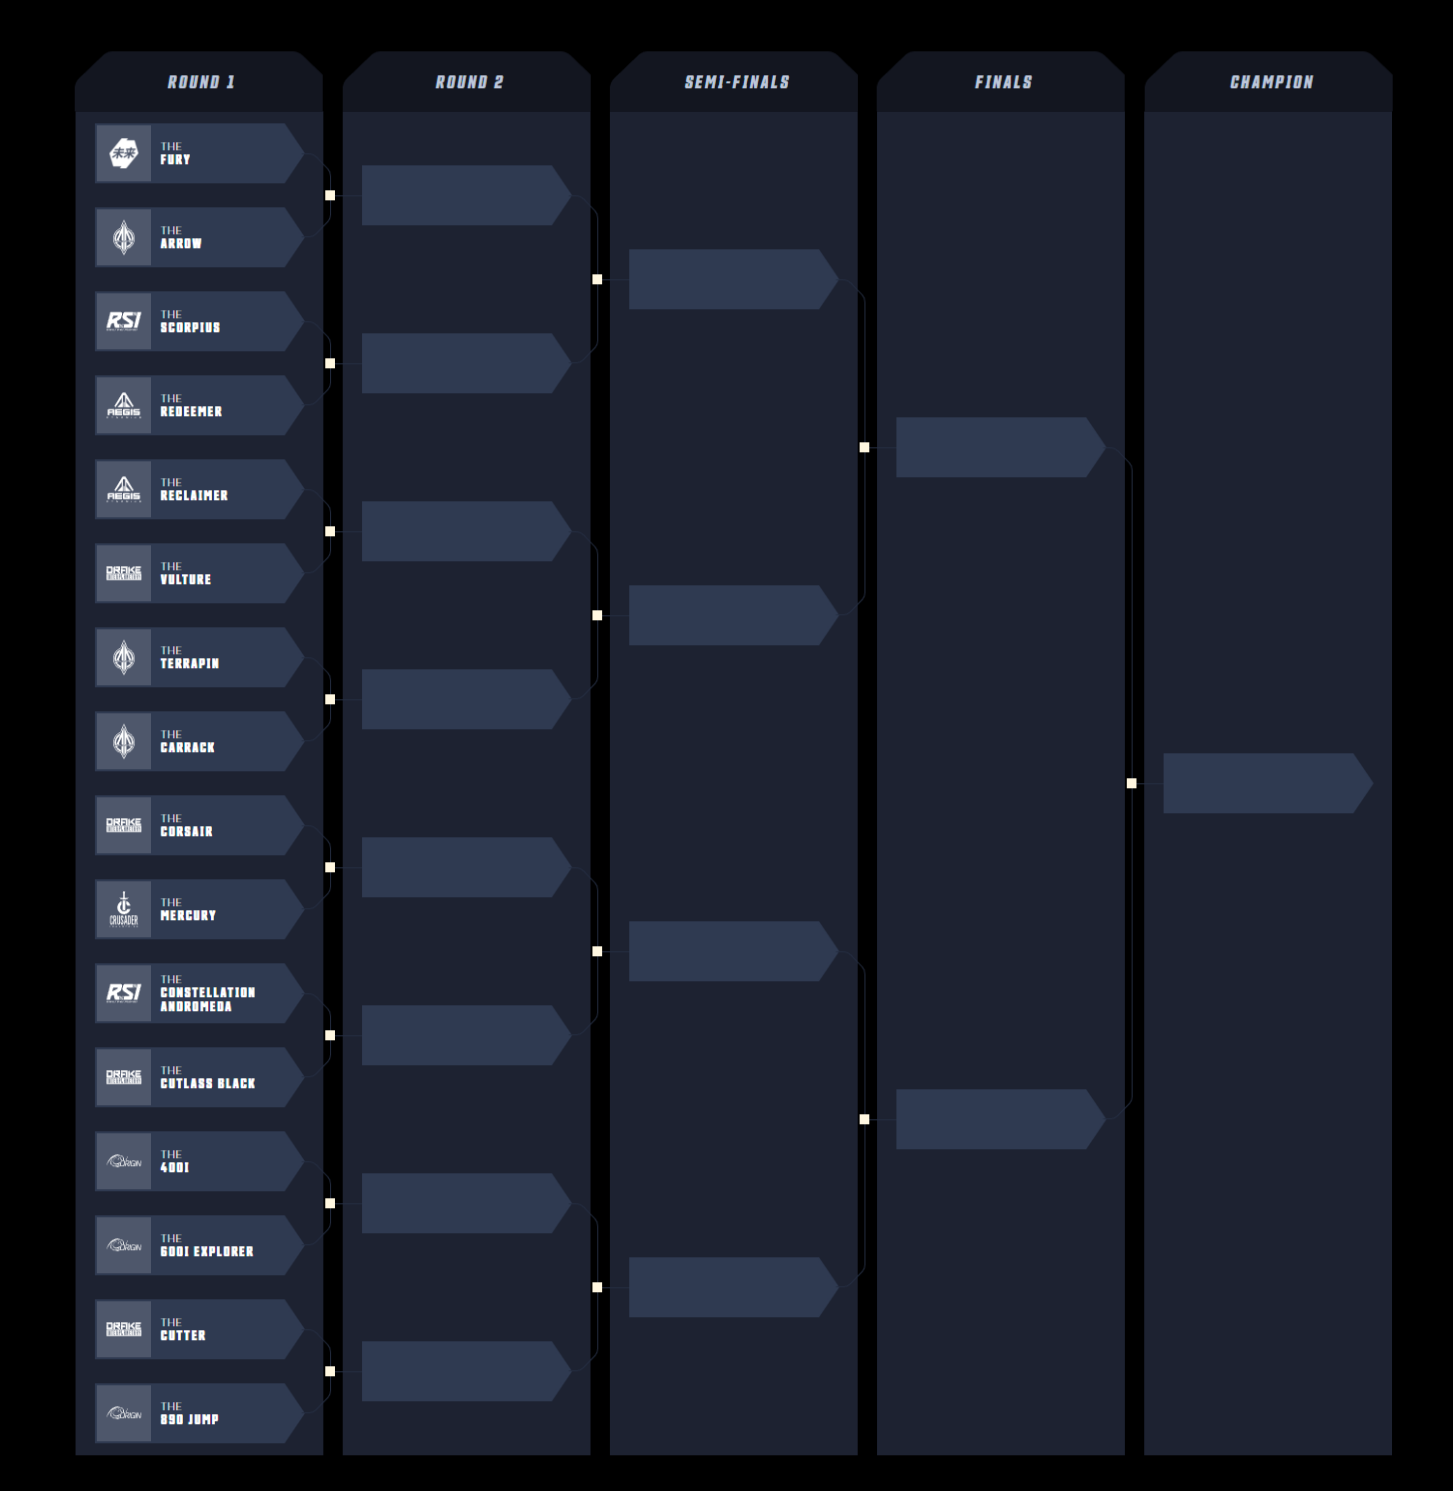 ROUND 1
ROUND 2
SEMI-FINALS
FINALS
CHAMPION
未来
THE
FURY
THE
ARROW
RSI
THE
SCORPIUS
AEGIS
THE
REDEEMER
AEGIS
THE
RECLAIMER
DRAKE
THE
VULTURE
THE
TERRAPIN
THE
CARRACK
DRAKE
THE
CORSAIR
CRUSADER
THE
MERCURY
RSI
THE
CONSTELLATION
ANDROMEDA
DRAKE
THE
CUTLASS BLACK
ORIGIN
THE
400I
ORIGIN
THE
600I EXPLORER
DRAKE
THE
CUTTER
ORIGIN
THE
890 JUMP